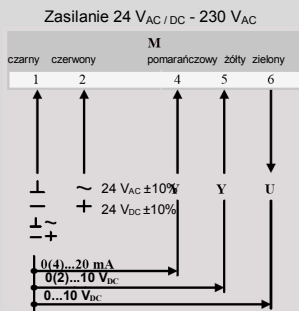 Zasilanie 24 VAC / DC - 230 VAC
M
czarny czerwony pomarańczowy żółty zielony
1 2 4 5 6
⊥ ~ 24 VAC ±10% Y Y U
− + 24 VDC ±10%
⊥ ~
− +
0(4)...20 mA
0(2)...10 VDC
0...10 VDC